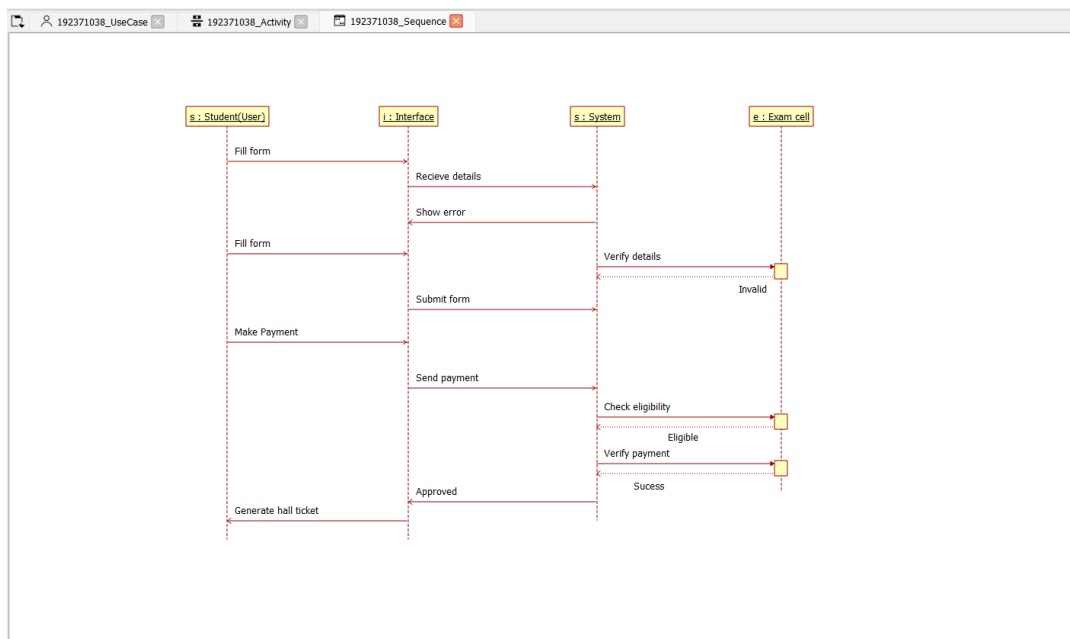 192371038_UseCase
192371038_Activity
192371038_Sequence
s : Student(User)
i : Interface
s : System
e : Exam cell
Fill form
Recieve details
Show error
Fill form
Verify details
Invalid
Submit form
Make Payment
Send payment
Check eligibility
Eligible
Verify payment
Sucess
Approved
Generate hall ticket